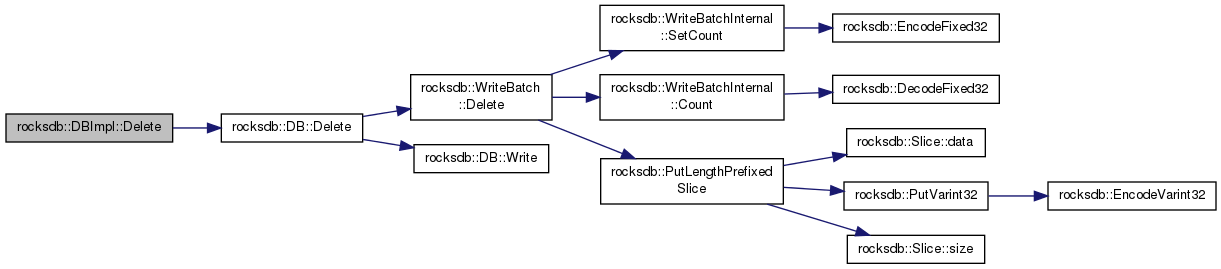 rocksdb::DBImpl::Delete
rocksdb::DB::Delete
rocksdb::WriteBatch
::Delete
rocksdb::DB::Write
rocksdb::WriteBatchInternal
::SetCount
rocksdb::WriteBatchInternal
::Count
rocksdb::PutLengthPrefixed
Slice
rocksdb::EncodeFixed32
rocksdb::DecodeFixed32
rocksdb::Slice::data
rocksdb::PutVarint32
rocksdb::Slice::size
rocksdb::EncodeVarint32